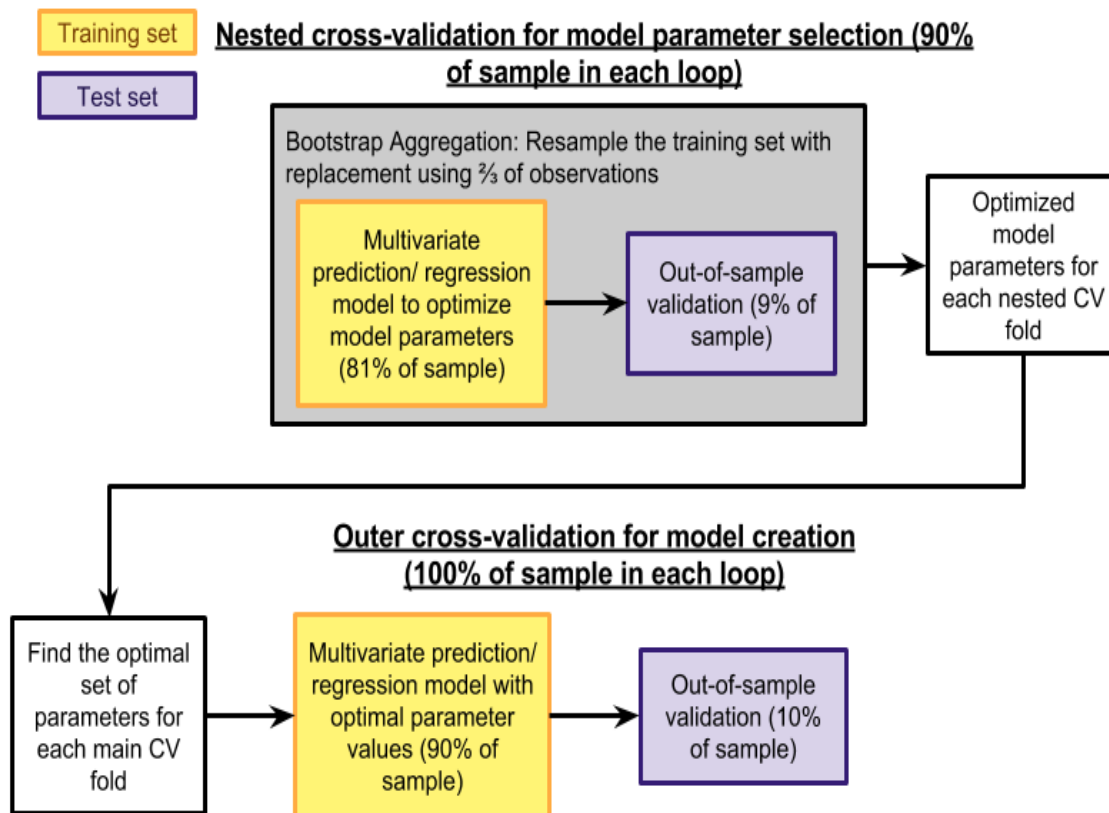 Training set
Test set
Nested cross-validation for model parameter selection (90%
of sample in each loop)
Bootstrap Aggregation: Resample the training set with
replacement using ⅔ of observations
Multivariate
prediction/ regression
model to optimize
model parameters
(81% of sample)
Out-of-sample
validation (9% of
sample)
Optimized
model
parameters for
each nested CV
fold
Outer cross-validation for model creation
(100% of sample in each loop)
Find the optimal
set of
parameters for
each main CV
fold
Multivariate prediction/
regression model with
optimal parameter
values (90% of
sample)
Out-of-sample
validation (10%
of sample)